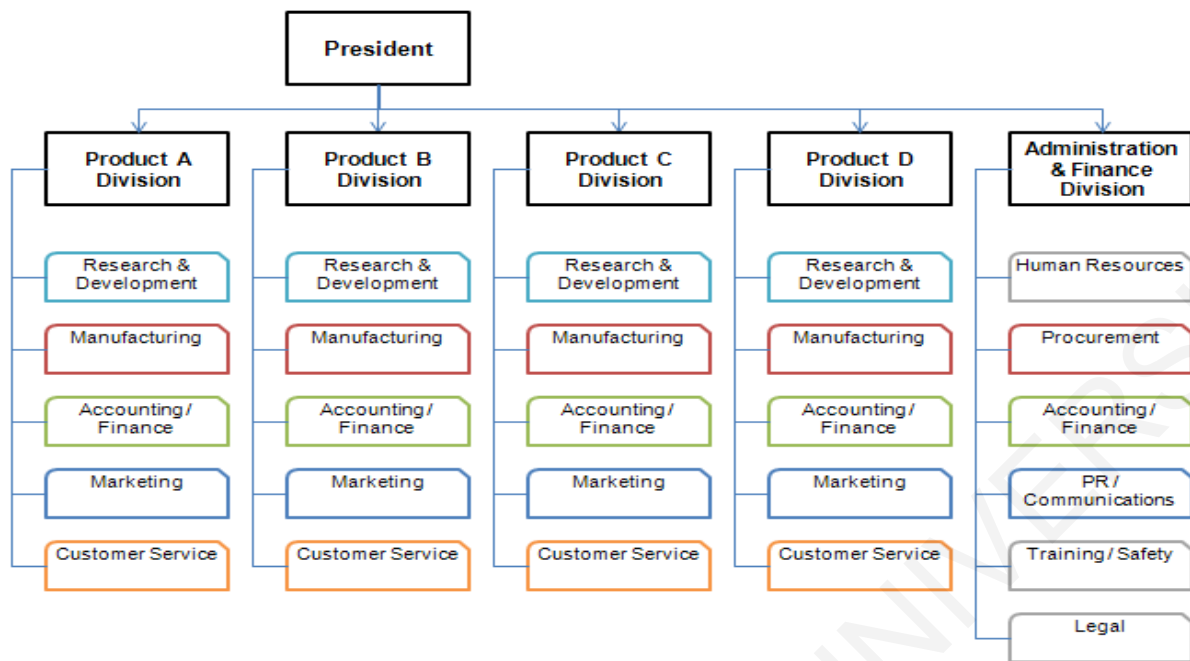 President
Product A
Division
Product B
Division
Product C
Division
Product D
Division
Administration
& Finance
Division
Research &
Development
Research &
Development
Research &
Development
Research &
Development
Human Resources
Manufacturing
Manufacturing
Manufacturing
Manufacturing
Procurement
Accounting /
Finance
Accounting /
Finance
Accounting /
Finance
Accounting /
Finance
Accounting /
Finance
Marketing
Marketing
Marketing
Marketing
PR /
Communications
Customer Service
Customer Service
Customer Service
Customer Service
Training / Safety
Legal